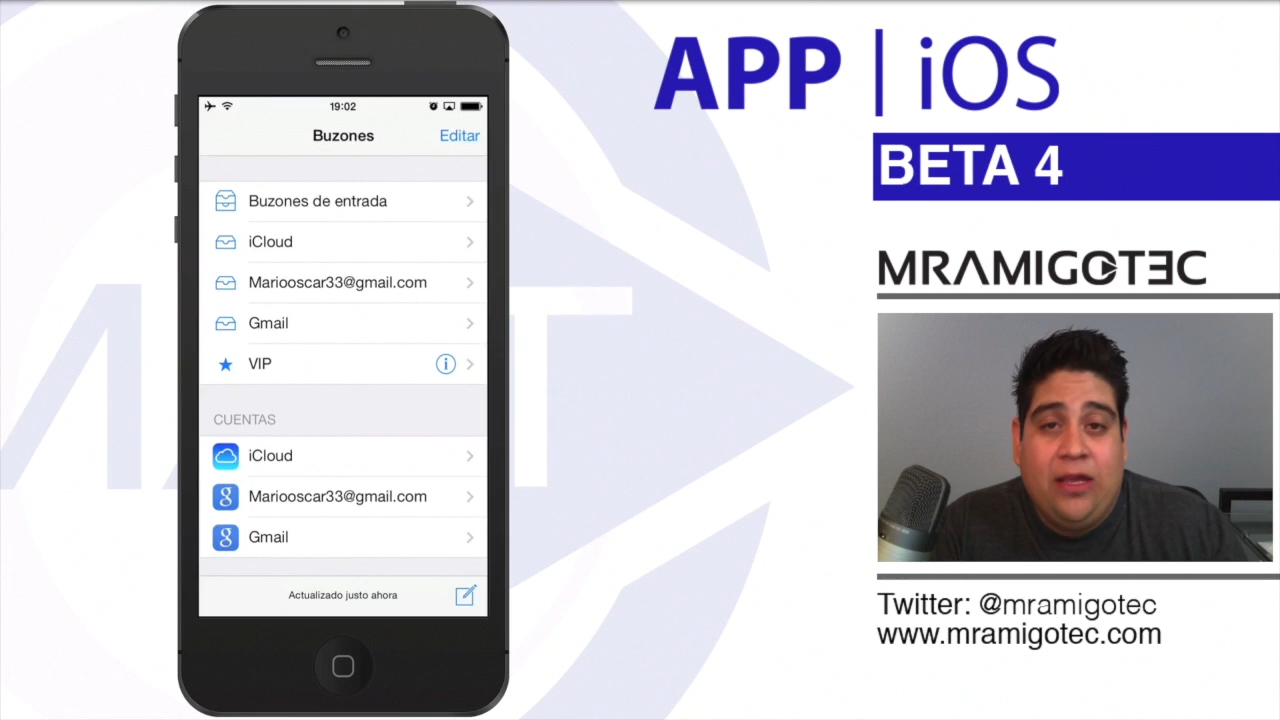 19:02
Buzones
Editar
Buzones de entrada
iCloud
Mariooscar33@gmail.com
Gmail
VIP
CUENTAS
iCloud
Mariooscar33@gmail.com
Gmail
Actualizado justo ahora
APP | iOS
BETA 4
MRAMIGOTEC
Twitter: @mramigotec
www.mramigotec.com